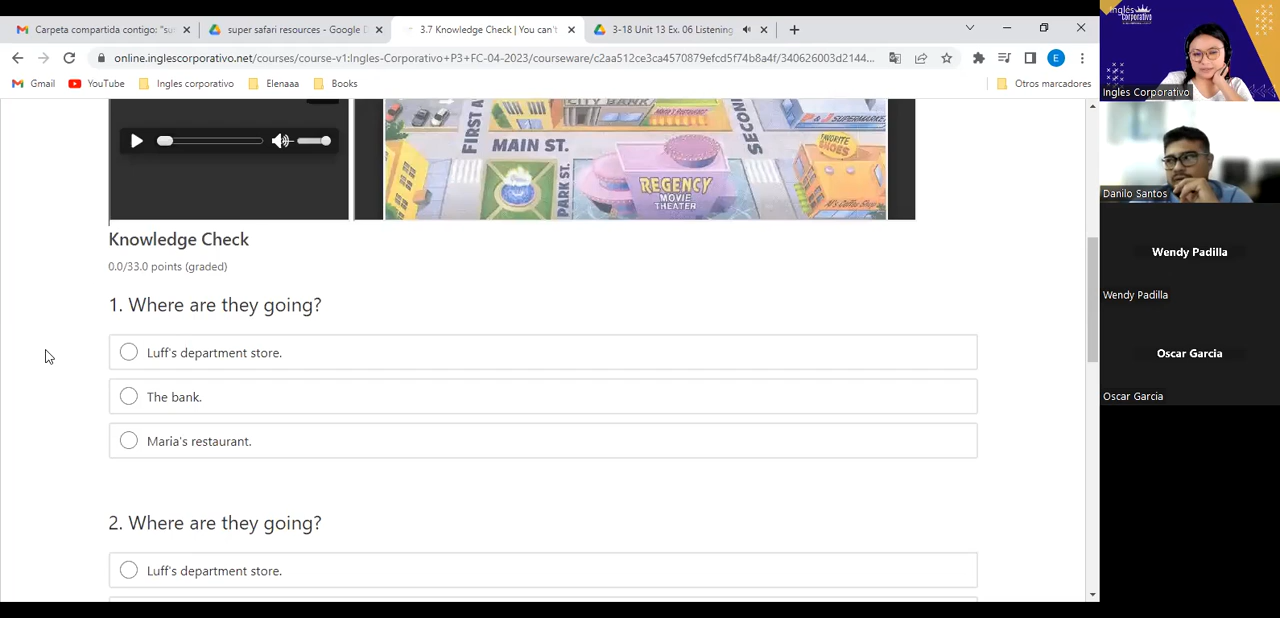 Carpeta compartida contigo: "su
super safari resources - Google D
3.7 Knowledge Check | You can't
3-18 Unit 13 Ex. 06 Listening
online.inglescorporativo.net/courses/course-v1:Ingles-Corporativo+P3+FC-04+2123/courseware/c2aa512ce3ca4570879efcd5f74b8a4f/340626003d2144...
E
Gmail
YouTube
Ingles corporativo
Elenaaa
Books
Otros marcadores
FIRST A
CITY BANK
MARIA'S RESTAURANT
SECON
SUPERMARKET
MAIN ST.
FAVORITE
SHOES
PARK ST.
REGENCY
MOVIE
THEATER
Knowledge Check
0.0/33.0 points (graded)
1. Where are they going?
Luff's department store.
The bank.
Maria's restaurant.
2. Where are they going?
Luff's department store.
Inglés
Corporativo
Ingles Corporativo
Danilo Santos
Wendy Padilla
Wendy Padilla
Oscar Garcia
Oscar Garcia